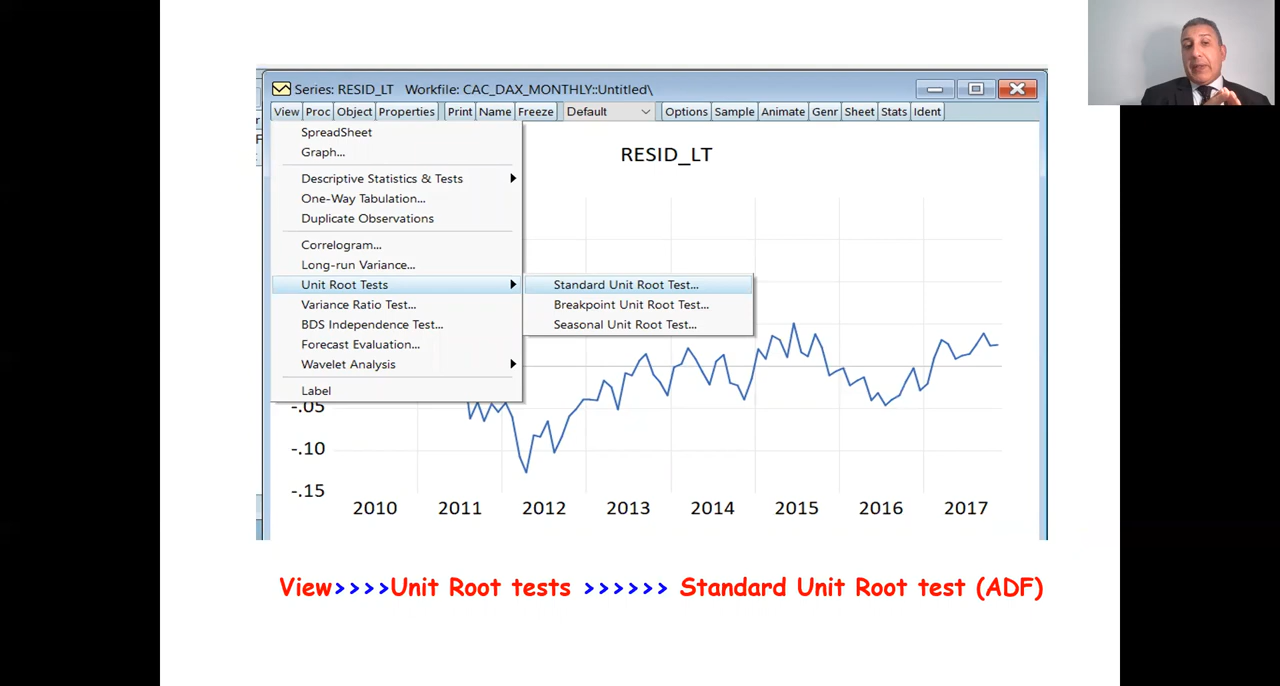 Series: RESID_LT Workfile: CAC_DAX_MONTHLY::Untitled\
View Proc Object Properties Print Name Freeze Default Options Sample Animate Genr Sheet Stats Ident
SpreadSheet
Graph...
Descriptive Statistics & Tests
One-Way Tabulation...
Duplicate Observations
Correlogram...
Long-run Variance...
Unit Root Tests
Variance Ratio Test...
BDS Independence Test...
Forecast Evaluation...
Wavelet Analysis
Label
Standard Unit Root Test...
Breakpoint Unit Root Test...
Seasonal Unit Root Test...
RESID_LT
-.05
-.10
-.15
2010 2011 2012 2013 2014 2015 2016 2017
View>>>>Unit Root tests >>>>>> Standard Unit Root test (ADF)